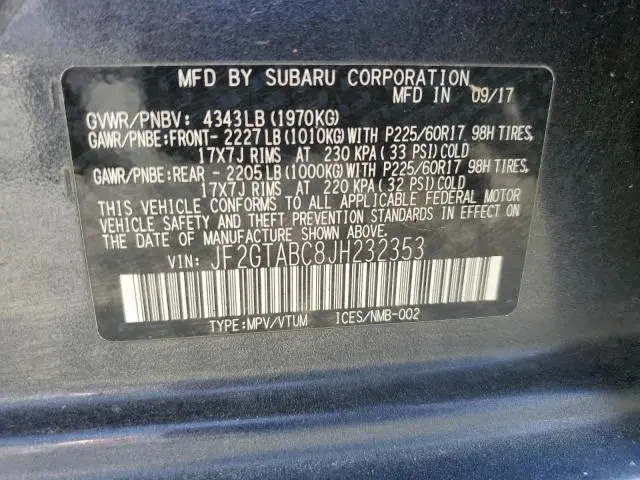 MFD BY SUBARU CORPORATION
MFD IN 09/17
GVWR/PNBV: 4343LB (1970KG)
GAWR/PNBE:FRONT- 2227LB(1010KG)WITH P225/60R17 98H TIRES,
17X7J RIMS AT 230 KPA(33 PSI)COLD
GAWR/PNBE:REAR - 2205LB(1000KG)WITH P225/60R17 98H TIRES,
17X7J RIMS AT 220 KPA(32 PSI)COLD
THIS VEHICLE CONFORMS TO ALL APPLICABLE FEDERAL MOTOR
VEHICLE SAFETY AND THEFT PREVENTION STANDARDS IN EFFECT ON
THE DATE OF MANUFACTURE SHOWN ABOVE.
VIN: JF2GTABC8JH232353
TYPE:MPV/VTUM ICES/NMB-002